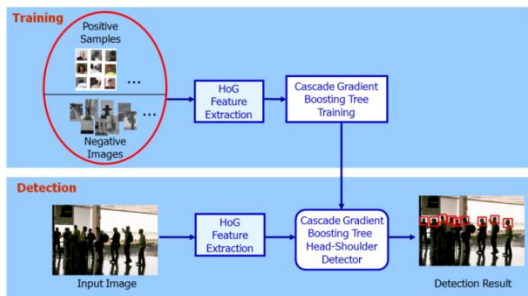 Training
Positive
Samples
...
Negative
Images
...
HoG
Feature
Extraction
Cascade Gradient
Boosting Tree
Training
Detection
Input Image
HoG
Feature
Extraction
Cascade Gradient
Boosting Tree
Head-Shoulder
Detector
Detection Result